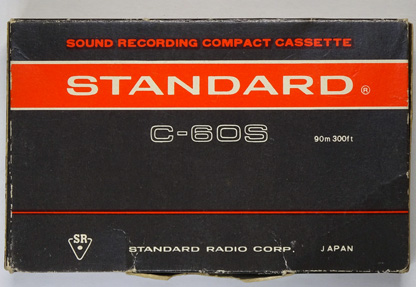 SOUND RECORDING COMPACT CASSETTE
STANDARD ®
C-60S
90m 300ft
SR
STANDARD RADIO CORP. JAPAN